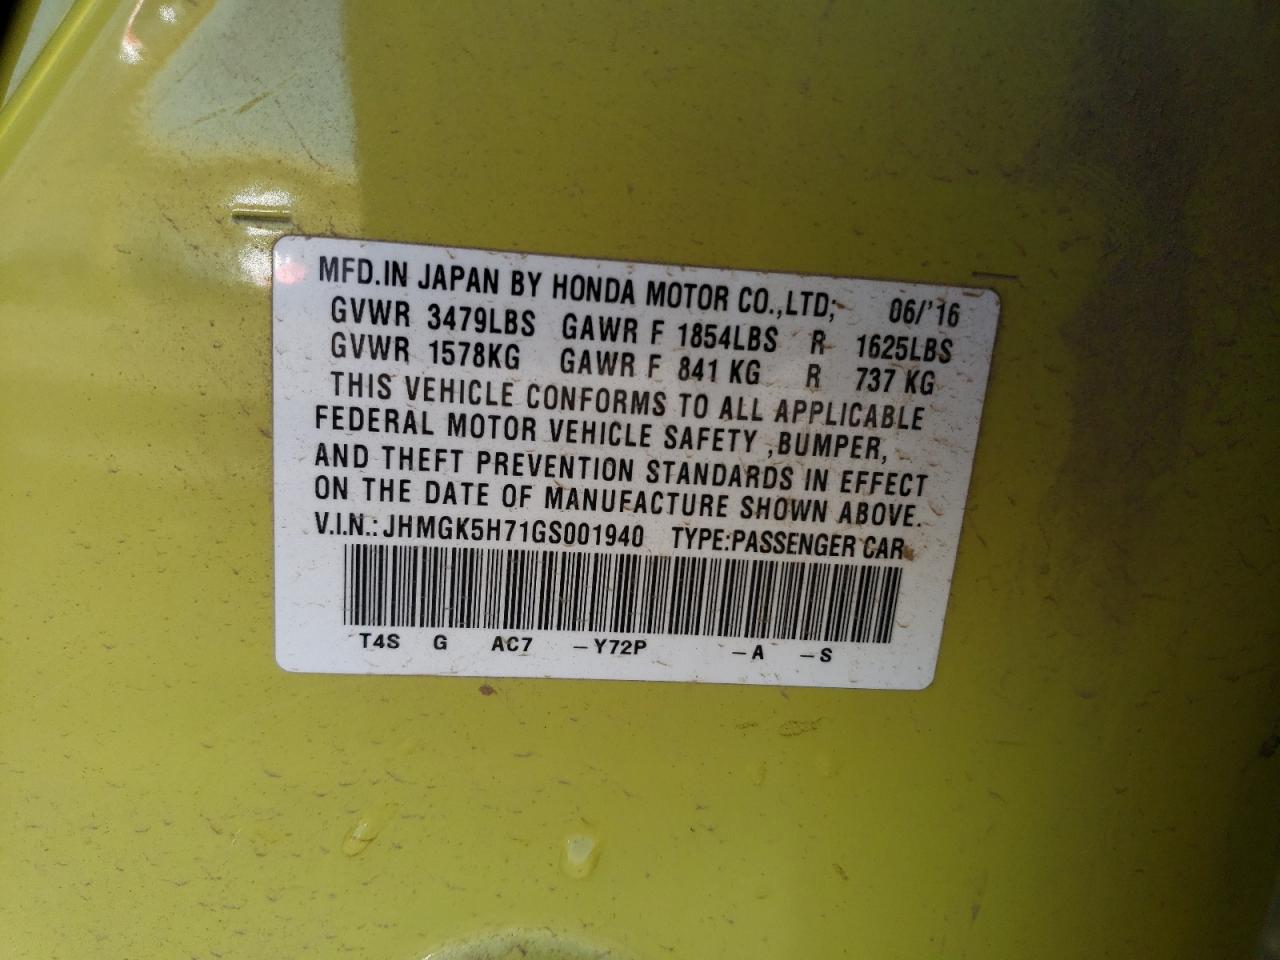 MFD.IN JAPAN BY HONDA MOTOR CO.,LTD; 06/'16
GVWR 3479LBS GAWR F 1854LBS R 1625LBS
GVWR 1578KG GAWR F 841 KG R 737 KG
THIS VEHICLE CONFORMS TO ALL APPLICABLE
FEDERAL MOTOR VEHICLE SAFETY ,BUMPER,
AND THEFT PREVENTION STANDARDS IN EFFECT
ON THE DATE OF MANUFACTURE SHOWN ABOVE.
V.I.N.: JHMGK5H71GS001940 TYPE:PASSENGER CAR
T4S G AC7 –Y72P –A –S